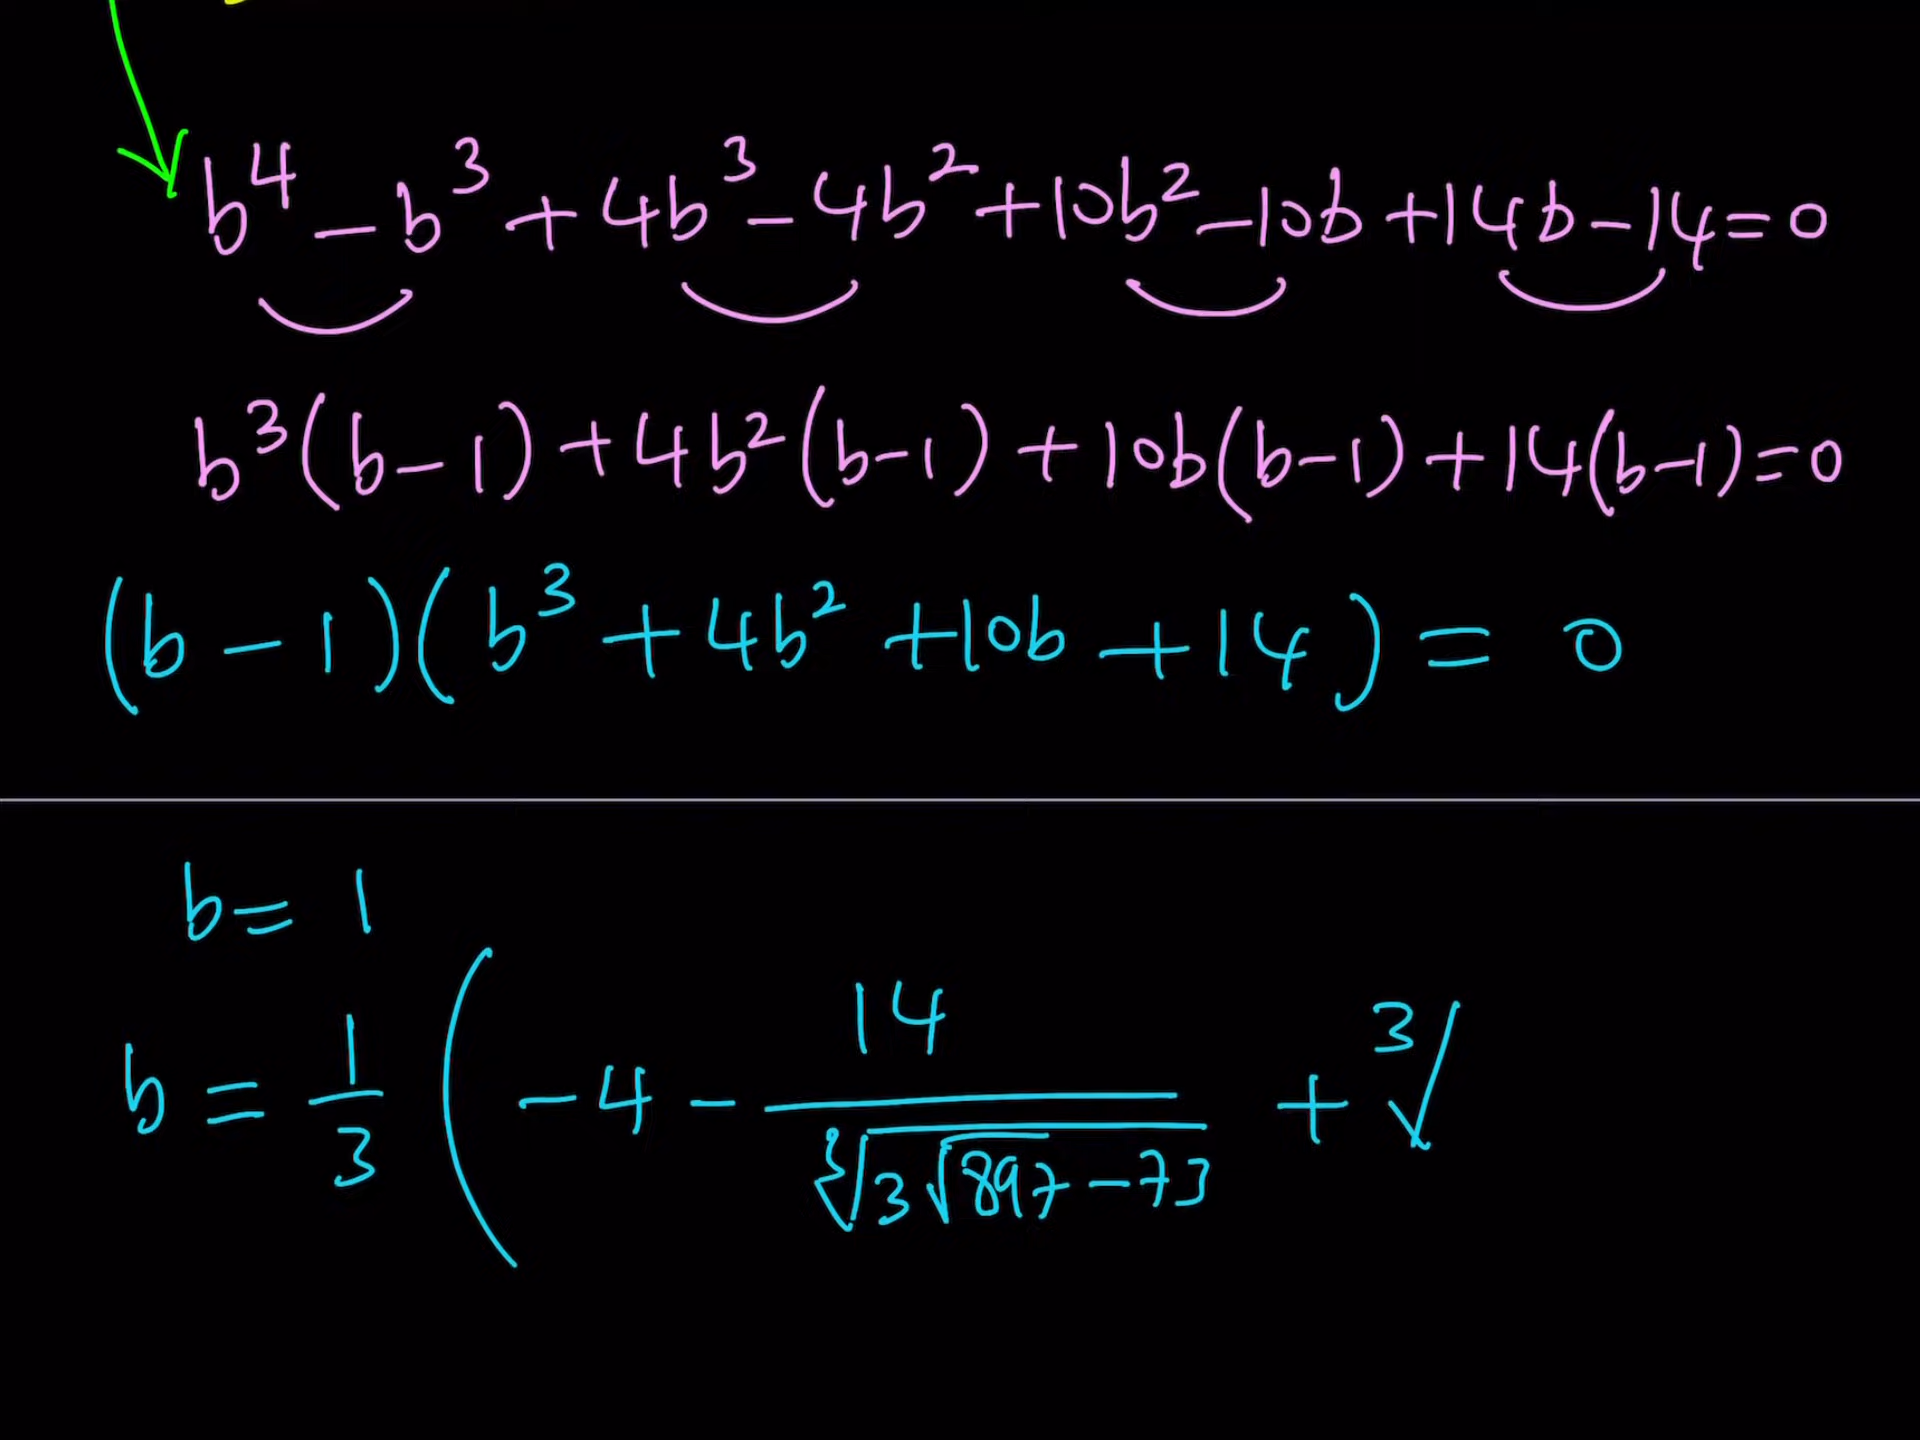 b⁴ – b³ + 4b³ – 4b² + 10b² – 10b + 14b – 14 = 0
b³(b–1) + 4b²(b–1) + 10b(b–1) + 14(b–1) = 0
(b – 1)(b³ + 4b² + 10b + 14) = 0
b = 1
b = 1/3 ( –4 – 14/∛(3√897 – 73) + ∛